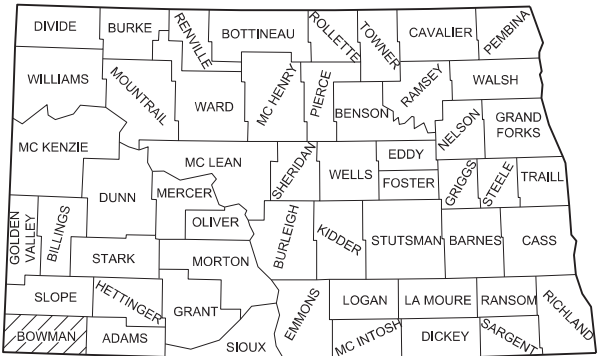 DIVIDE
BURKE
RENVILLE
BOTTINEAU
ROLLETTE
TOWNER
CAVALIER
PEMBINA
WILLIAMS
MOUNTRAIL
WARD
MC HENRY
PIERCE
BENSON
RAMSEY
WALSH
NELSON
GRAND
FORKS
MC KENZIE
MC LEAN
SHERIDAN
WELLS
EDDY
FOSTER
GRIGGS
STEELE
TRAILL
DUNN
MERCER
OLIVER
GOLDEN
VALLEY
BILLINGS
STARK
MORTON
BURLEIGH
KIDDER
STUTSMAN
BARNES
CASS
SLOPE
HETTINGER
GRANT
EMMONS
LOGAN
LA MOURE
RANSOM
RICHLAND
BOWMAN
ADAMS
SIOUX
MC INTOSH
DICKEY
SARGENT